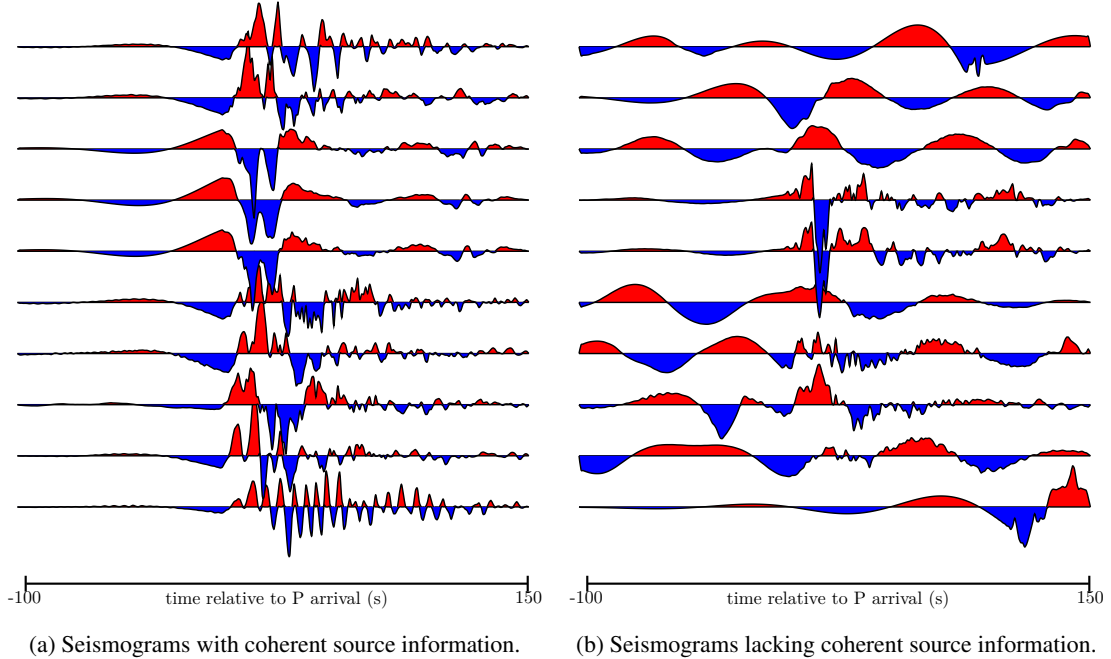 -100 time relative to P arrival (s) 150
-100 time relative to P arrival (s) 150
(a) Seismograms with coherent source information.
(b) Seismograms lacking coherent source information.